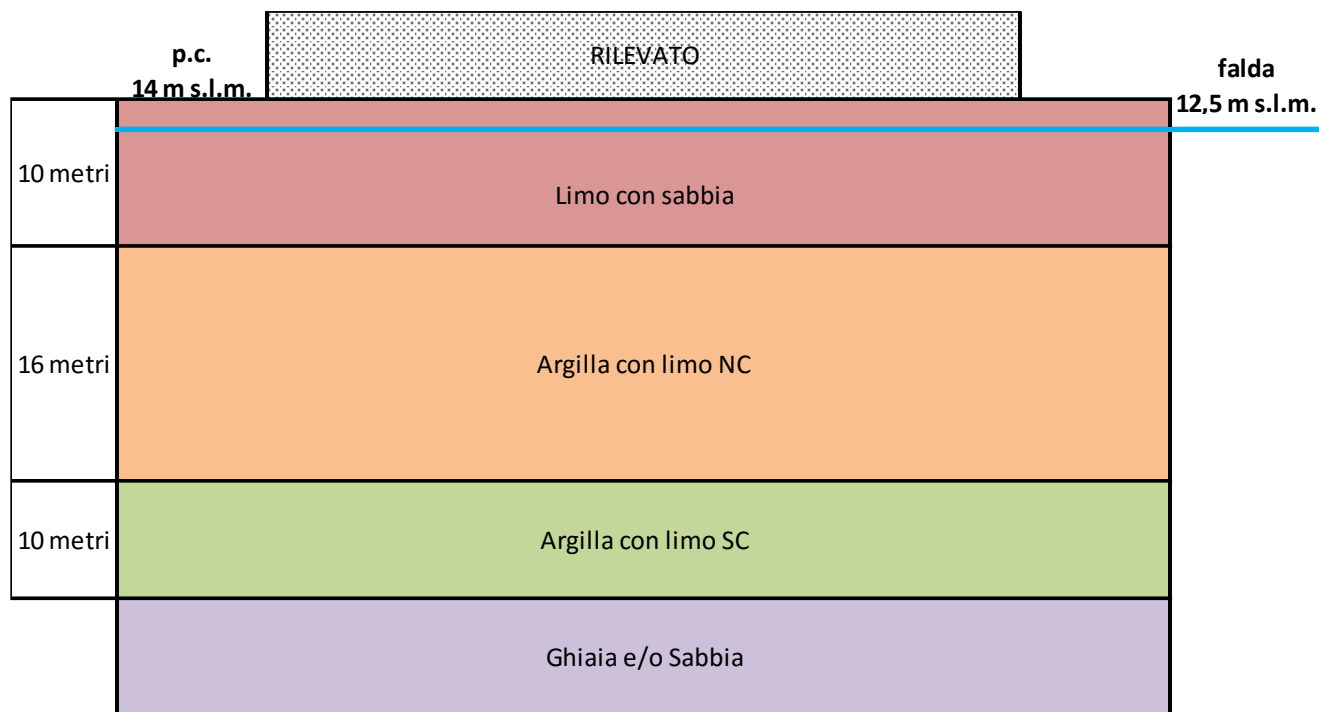 RILEVATO
p.c.
14 m s.l.m.
falda
12,5 m s.l.m.
10 metri
Limo con sabbia
16 metri
Argilla con limo NC
10 metri
Argilla con limo SC
Ghiaia e/o Sabbia